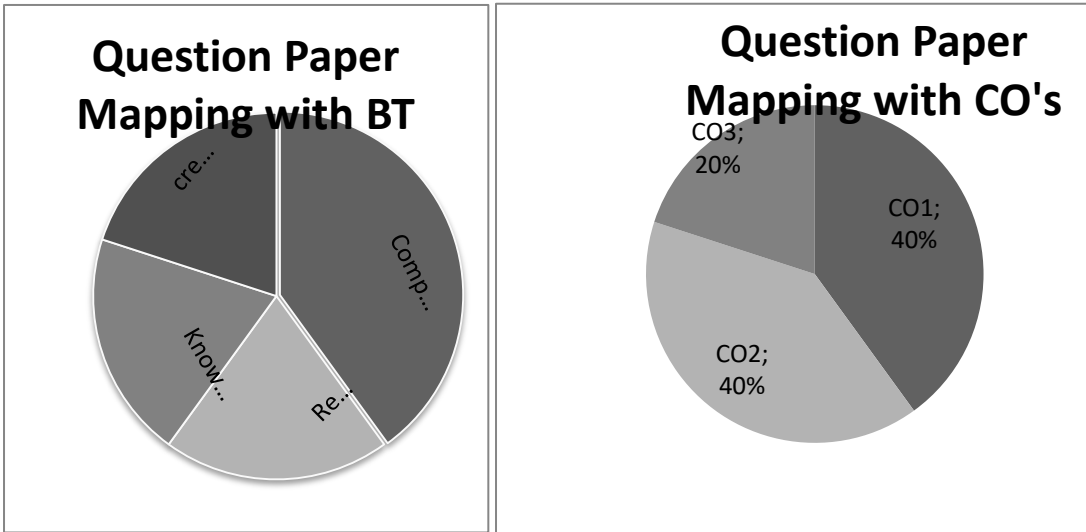 Question Paper
Mapping with BT
cre...
Comp...
Know...
Re...
Question Paper
Mapping with CO's
CO3;
20%
CO1;
40%
CO2;
40%